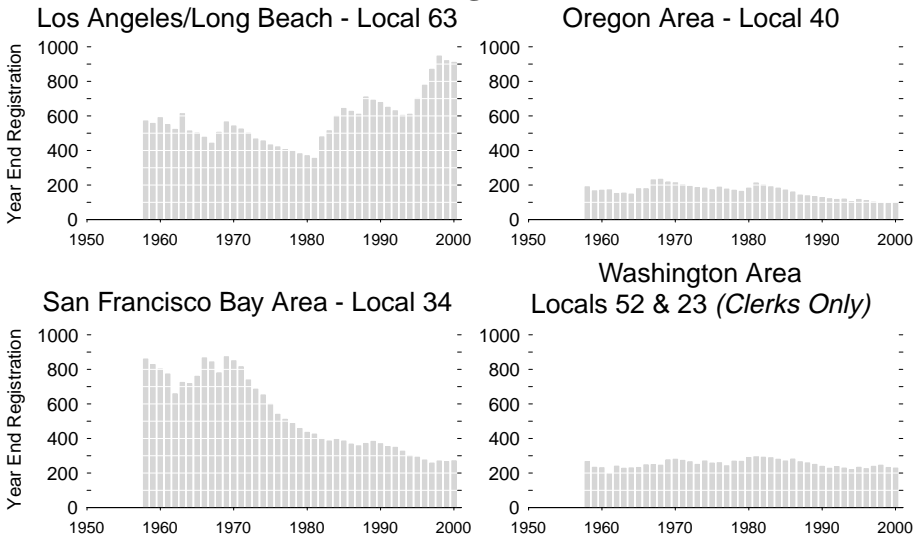 Los Angeles/Long Beach - Local 63
Year End Registration
1000
800
600
400
200
0
1950 1960 1970 1980 1990 2000
Oregon Area - Local 40
1000
800
600
400
200
0
1950 1960 1970 1980 1990 2000
San Francisco Bay Area - Local 34
Year End Registration
1000
800
600
400
200
0
1950 1960 1970 1980 1990 2000
Washington Area
Locals 52 & 23 (Clerks Only)
1000
800
600
400
200
0
1950 1960 1970 1980 1990 2000